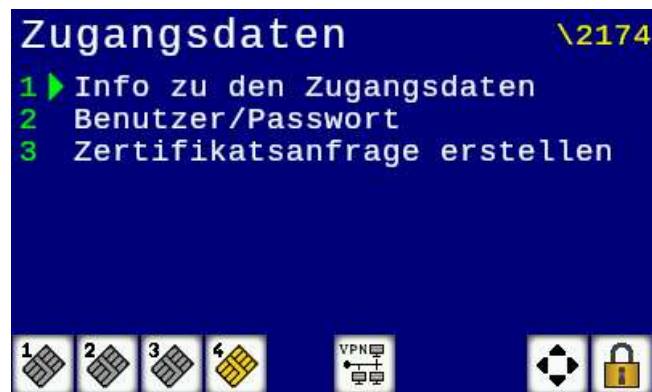 Zugangsdaten \2174
1 Info zu den Zugangsdaten
2 Benutzer/Passwort
3 Zertifikatsanfrage erstellen
1 2 3 4 VPN